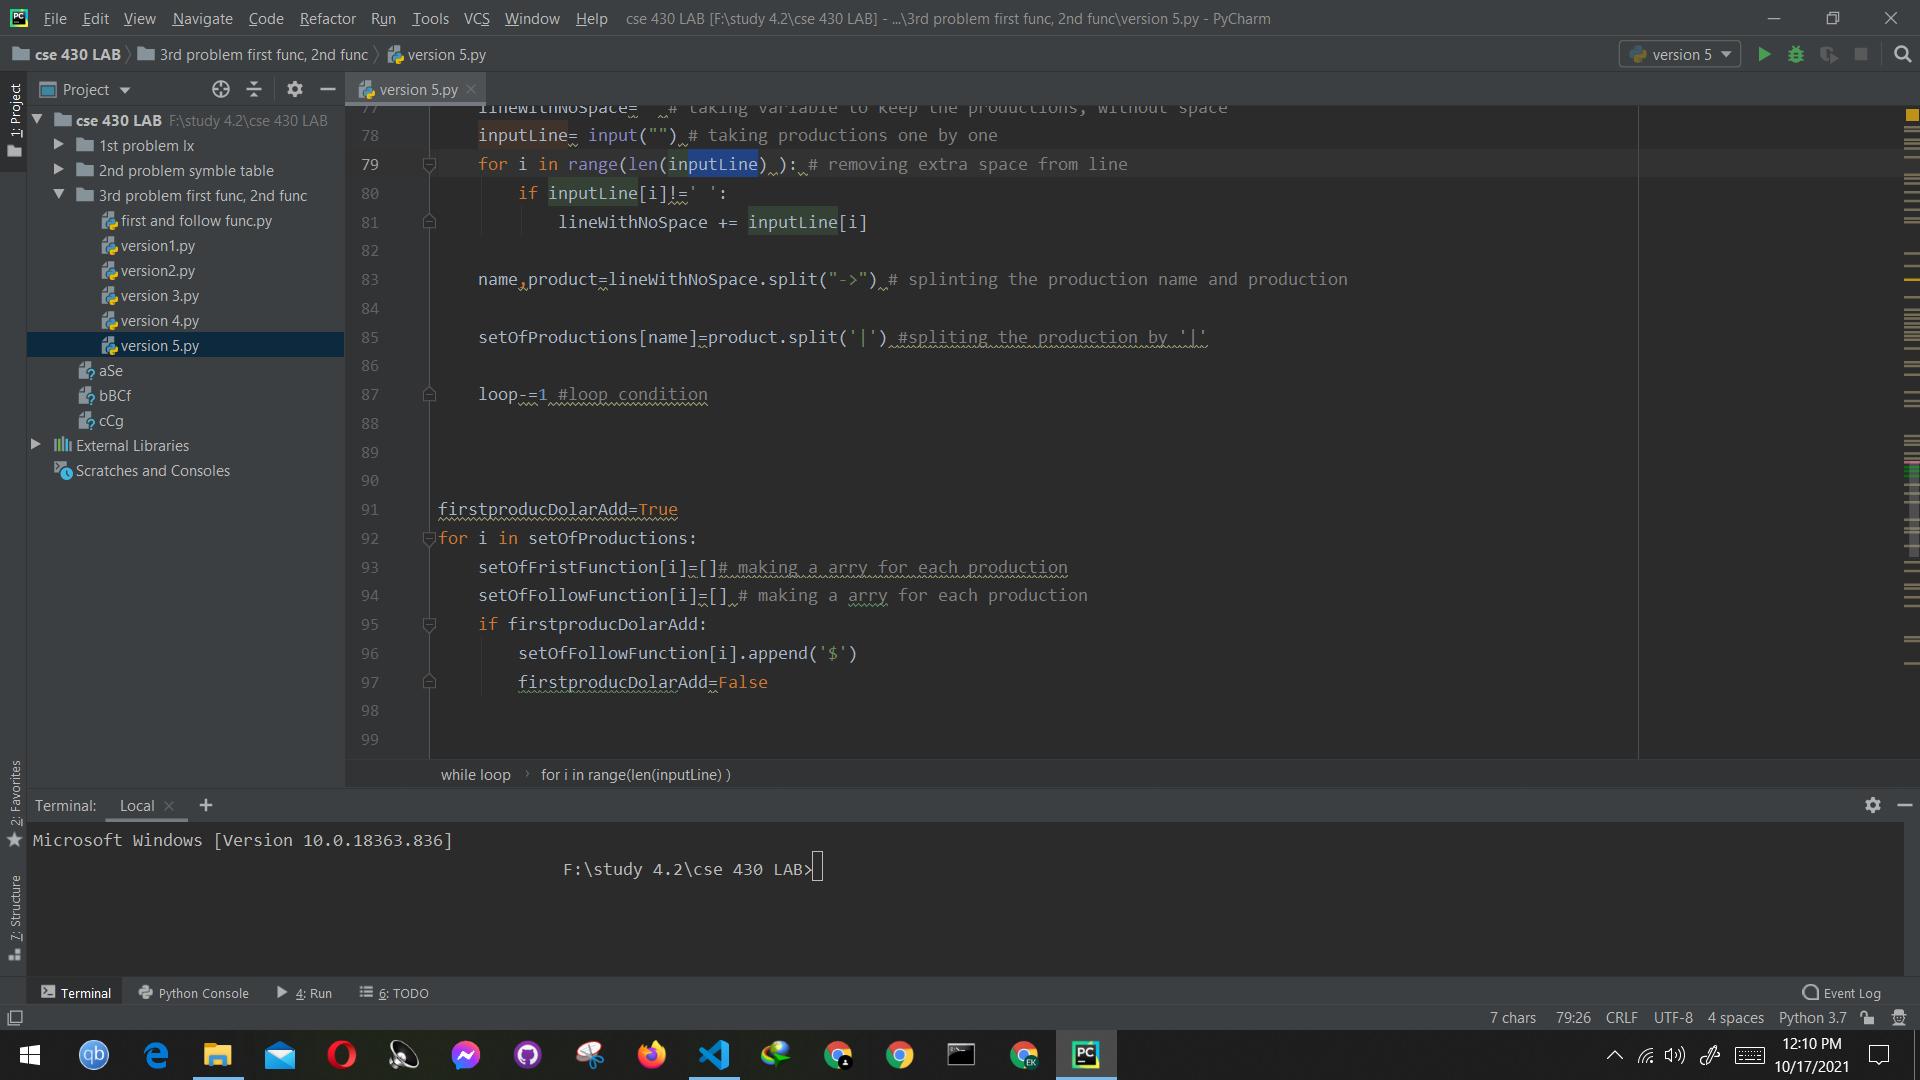 File Edit View Navigate Code Refactor Run Tools VCS Window Help cse 430 LAB [F:\study 4.2\cse 430 LAB] - ...\3rd problem first func, 2nd func\version 5.py - PyCharm
cse 430 LAB 3rd problem first func, 2nd func version 5.py
version 5
1: Project
Project
cse 430 LAB F:\study 4.2\cse 430 LAB
1st problem lx
2nd problem symble table
3rd problem first func, 2nd func
first and follow func.py
version1.py
version2.py
version 3.py
version 4.py
version 5.py
aSe
bBCf
cCg
External Libraries
Scratches and Consoles
version 5.py
77 lineWithNoSpace= # taking variable to keep the productions, without space
78 inputLine= input("") # taking productions one by one
79 for i in range(len(inputLine) ): # removing extra space from line
80 if inputLine[i]!=' ':
81 lineWithNoSpace += inputLine[i]
82
83 name,product=lineWithNoSpace.split("->") # splinting the production name and production
84
85 setOfProductions[name]=product.split('|') #spliting the production by '|'
86
87 loop-=1 #loop condition
88
89
90
91 firstproducDolarAdd=True
92 for i in setOfProductions:
93 setOfFristFunction[i]=[]# making a arry for each production
94 setOfFollowFunction[i]=[] # making a arry for each production
95 if firstproducDolarAdd:
96 setOfFollowFunction[i].append('$')
97 firstproducDolarAdd=False
98
99
while loop › for i in range(len(inputLine) )
2: Favorites
7: Structure
Terminal: Local
Microsoft Windows [Version 10.0.18363.836]
F:\study 4.2\cse 430 LAB>
Terminal Python Console 4: Run 6: TODO Event Log
7 chars 79:26 CRLF UTF-8 4 spaces Python 3.7
12:10 PM
10/17/2021